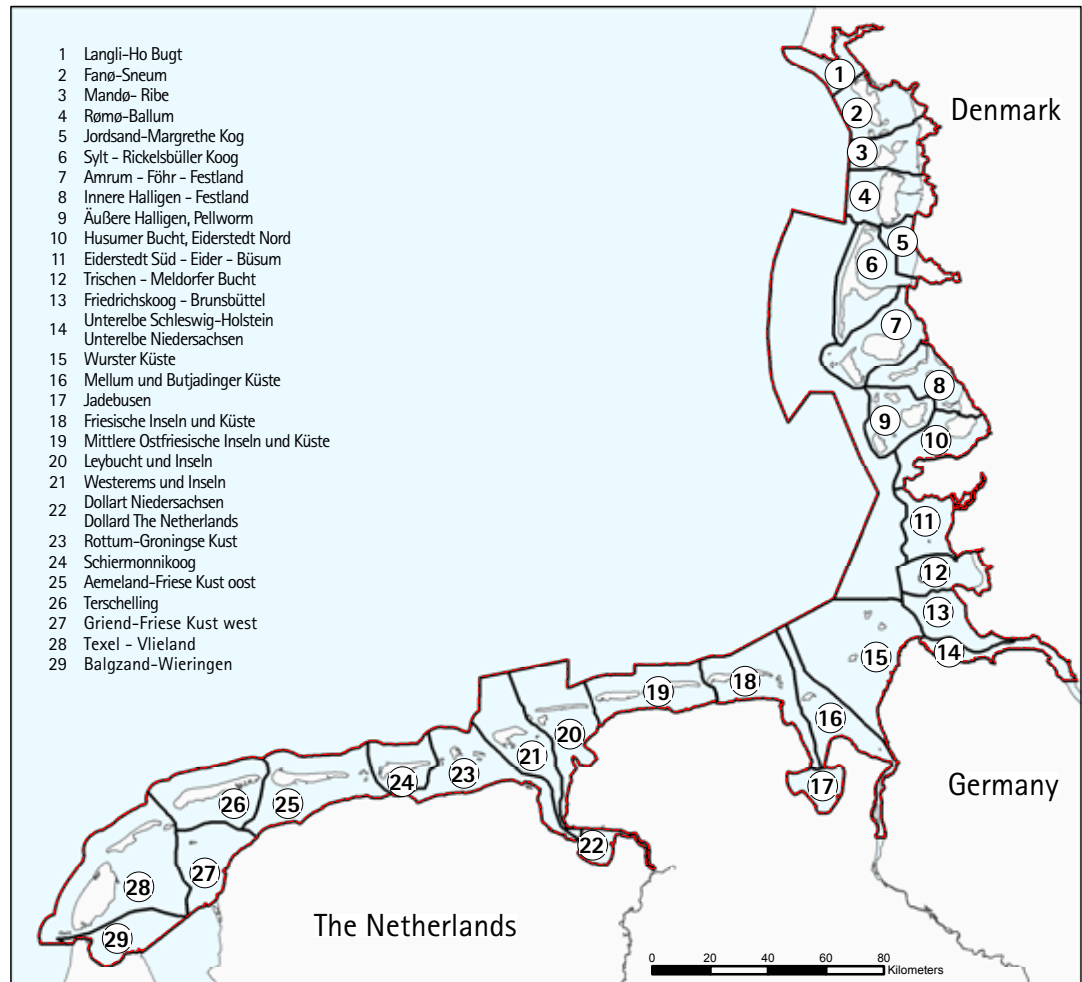 1 Langli-Ho Bugt
2 Fanø-Sneum
3 Mandø- Ribe
4 Rømø-Ballum
5 Jordsand-Margrethe Kog
6 Sylt - Rickelsbüller Koog
7 Amrum - Föhr - Festland
8 Innere Halligen - Festland
9 Äußere Halligen, Pellworm
10 Husumer Bucht, Eiderstedt Nord
11 Eiderstedt Süd - Eider - Büsum
12 Trischen - Meldorfer Bucht
13 Friedrichskoog - Brunsbüttel
14 Unterelbe Schleswig-Holstein
Unterelbe Niedersachsen
15 Wurster Küste
16 Mellum und Butjadinger Küste
17 Jadebusen
18 Friesische Inseln und Küste
19 Mittlere Ostfriesische Inseln und Küste
20 Leybucht und Inseln
21 Westerems und Inseln
22 Dollart Niedersachsen
Dollard The Netherlands
23 Rottum-Groningse Kust
24 Schiermonnikoog
25 Aemeland-Friese Kust oost
26 Terschelling
27 Griend-Friese Kust west
28 Texel - Vlieland
29 Balgzand-Wieringen
1
2
Denmark
3
4
5
6
7
8
9
10
11
12
13
14
15
16
17
18
19
20
21
22
23
24
25
26
27
28
29
Germany
The Netherlands
0 20 40 60 80
Kilometers